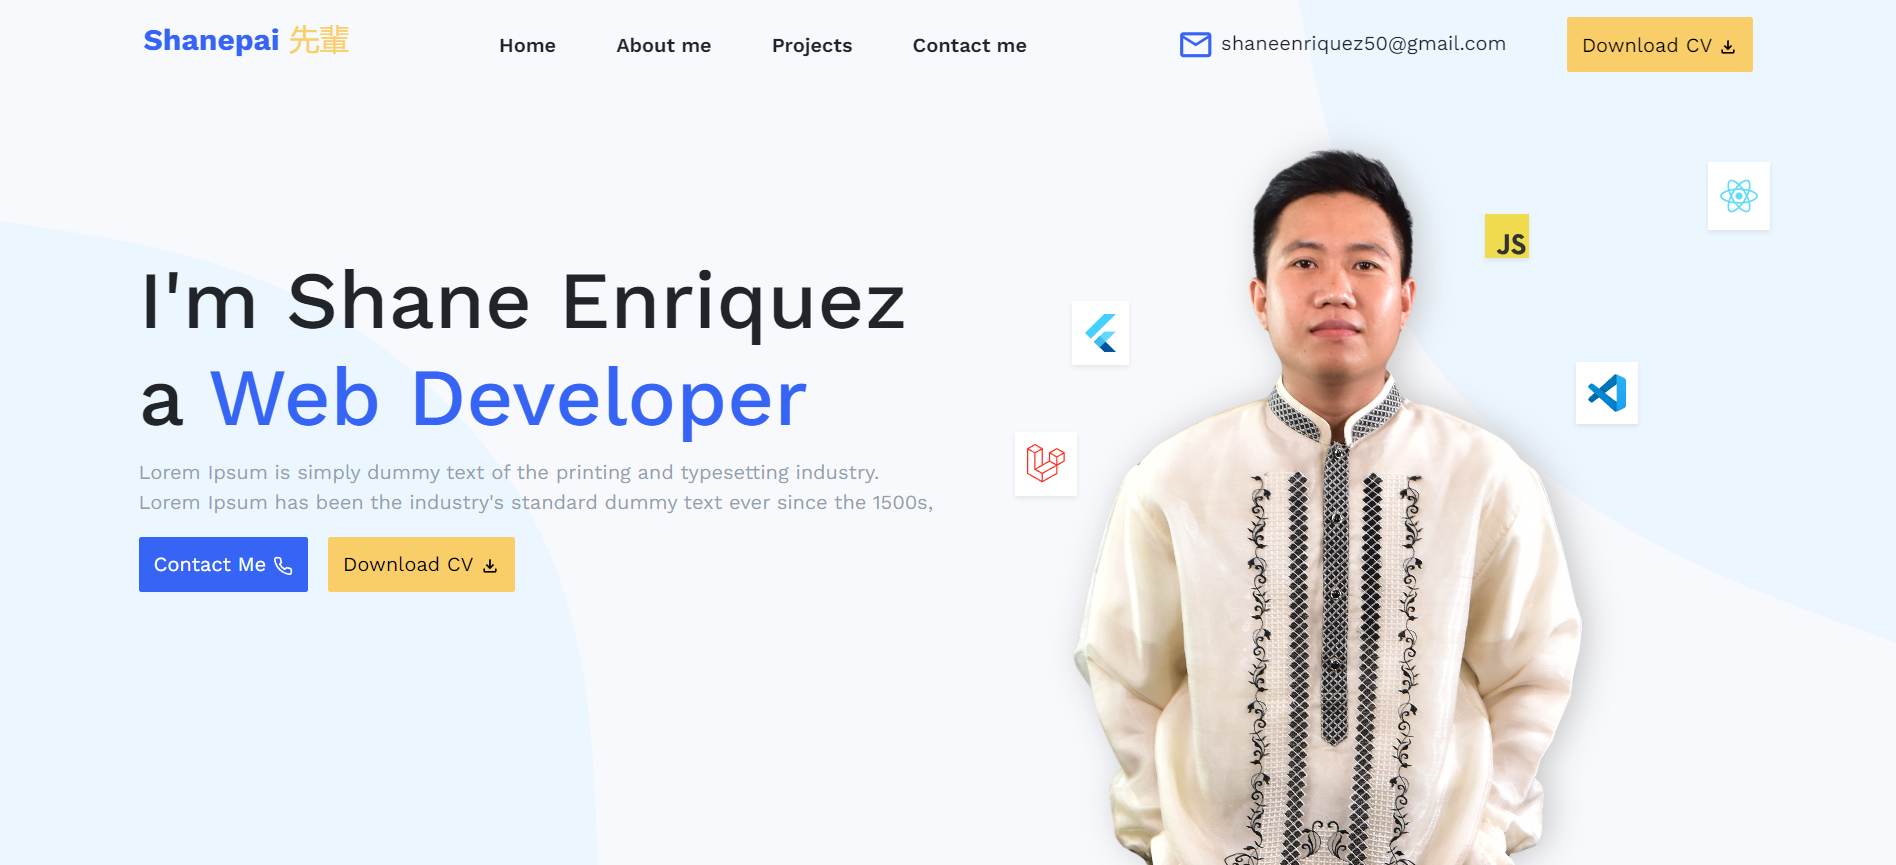 Shanepai 先輩
Home
About me
Projects
Contact me
shaneenriquez50@gmail.com
Download CV
JS
I'm Shane Enriquez
a Web Developer
Lorem Ipsum is simply dummy text of the printing and typesetting industry.
Lorem Ipsum has been the industry's standard dummy text ever since the 1500s,
Contact Me
Download CV